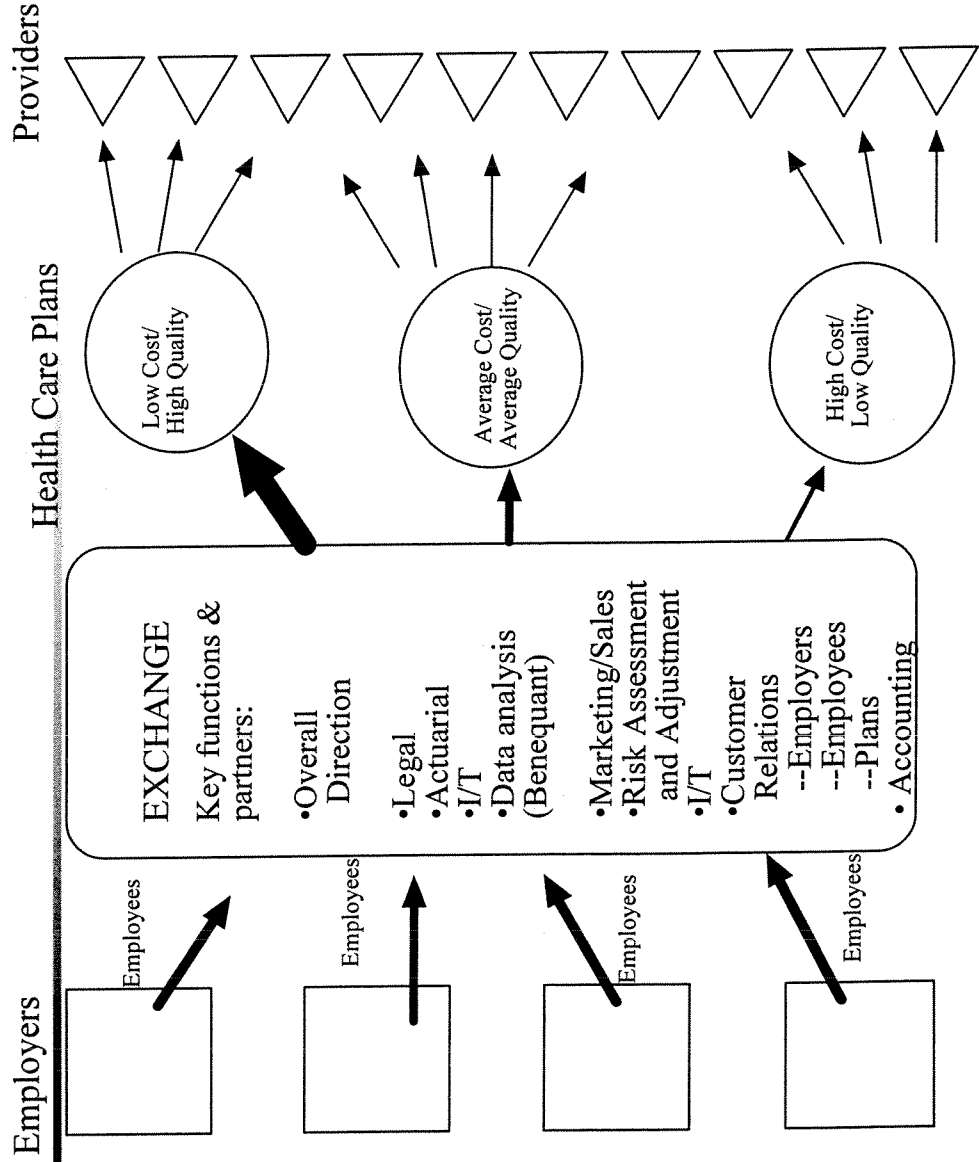 Employers
Health Care Plans
Providers
Employees
Employees
Employees
Employees
EXCHANGE
Key functions &
partners:
•Overall
Direction
•Legal
•Actuarial
•I/T
•Data analysis
(Benequant)
•Marketing/Sales
•Risk Assessment
and Adjustment
•I/T
•Customer
Relations
--Employers
--Employees
--Plans
• Accounting
Low Cost/
High Quality
Average Cost/
Average Quality
High Cost/
Low Quality